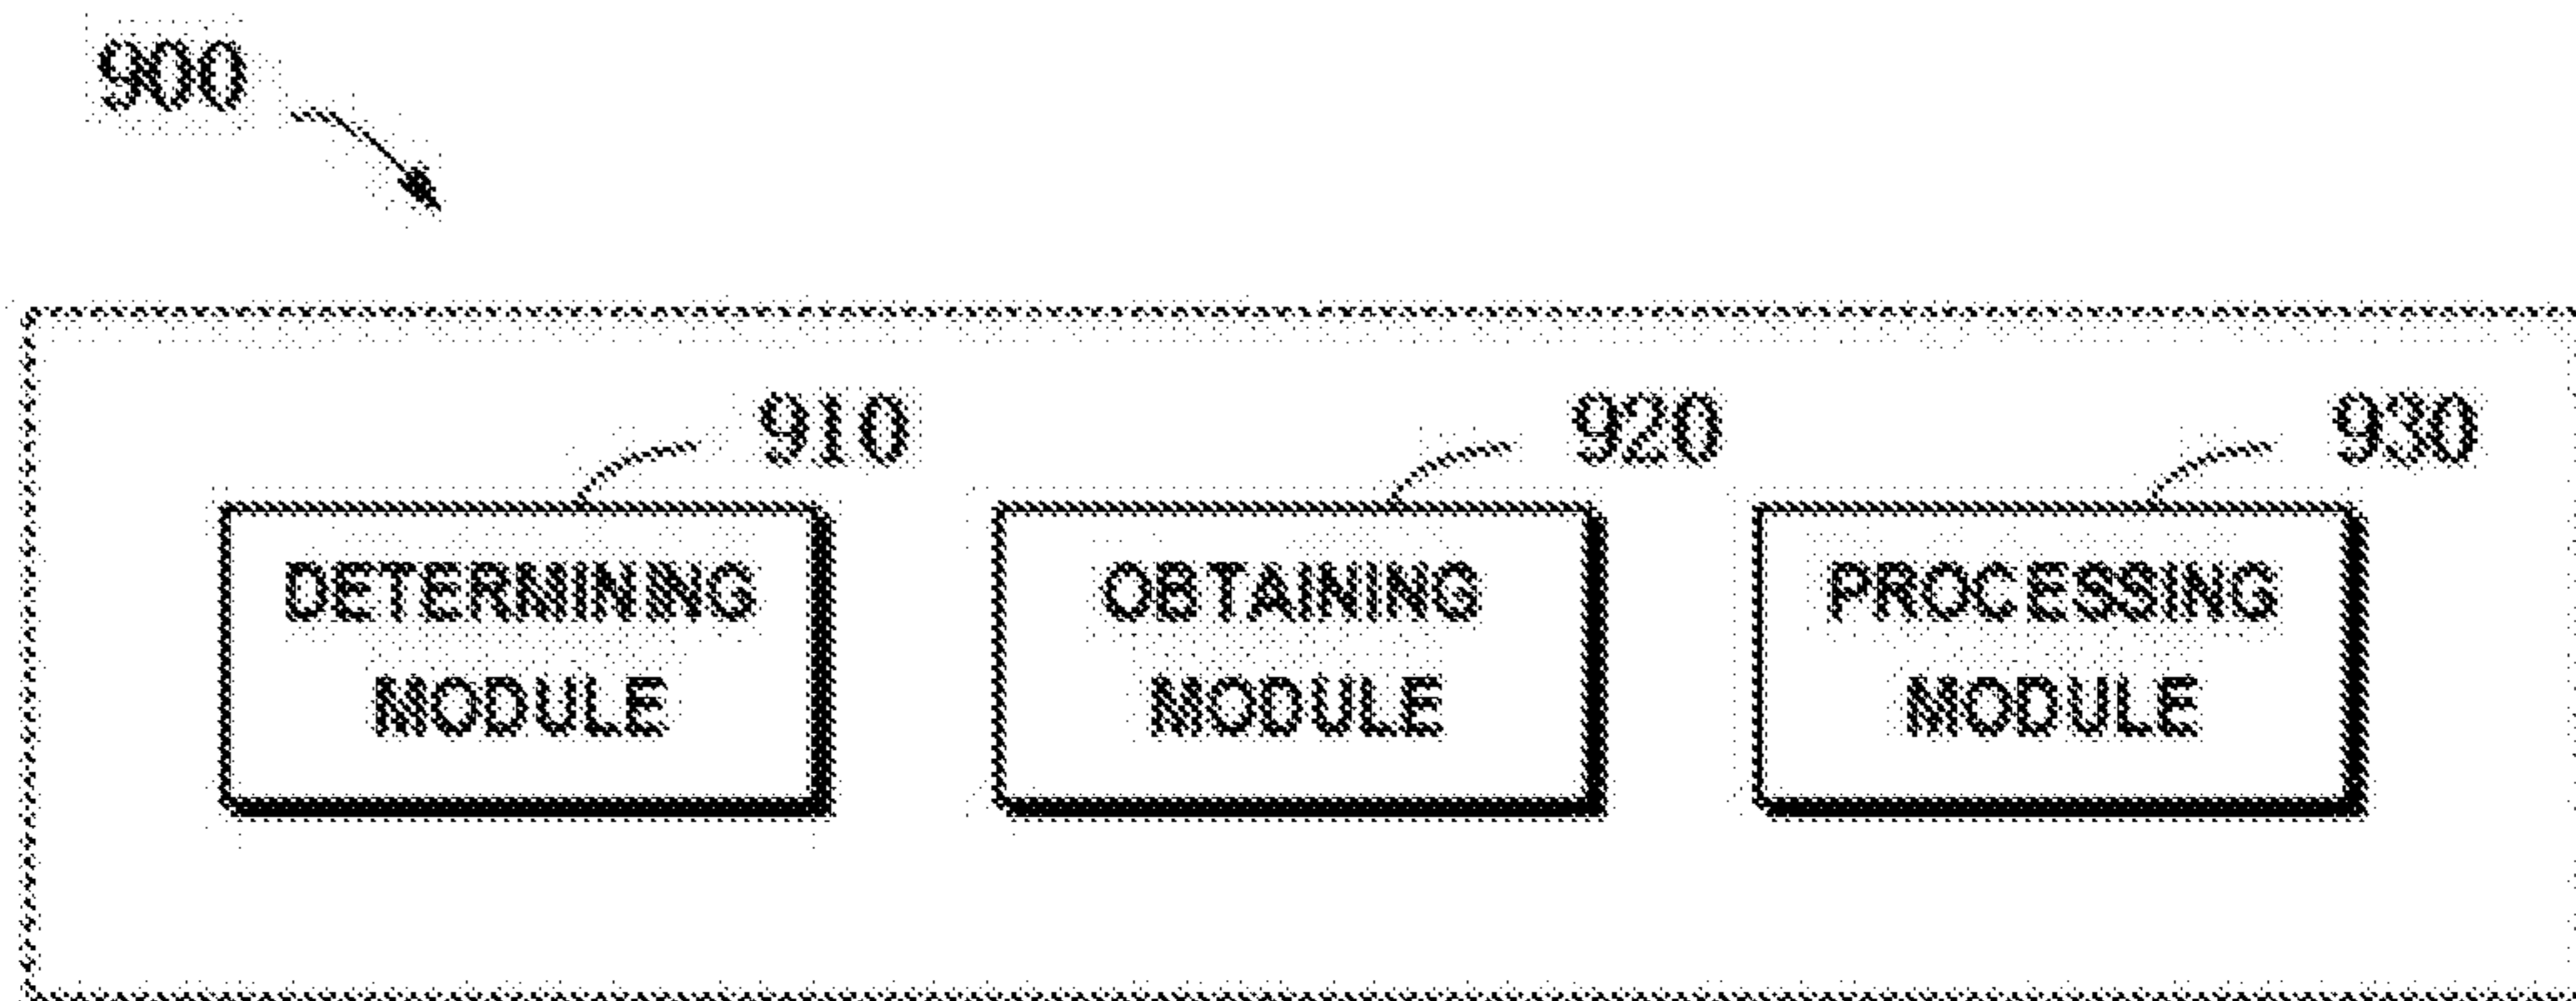 900
910
920
930
DETERMINING
MODULE
OBTAINING
MODULE
PROCESSING
MODULE